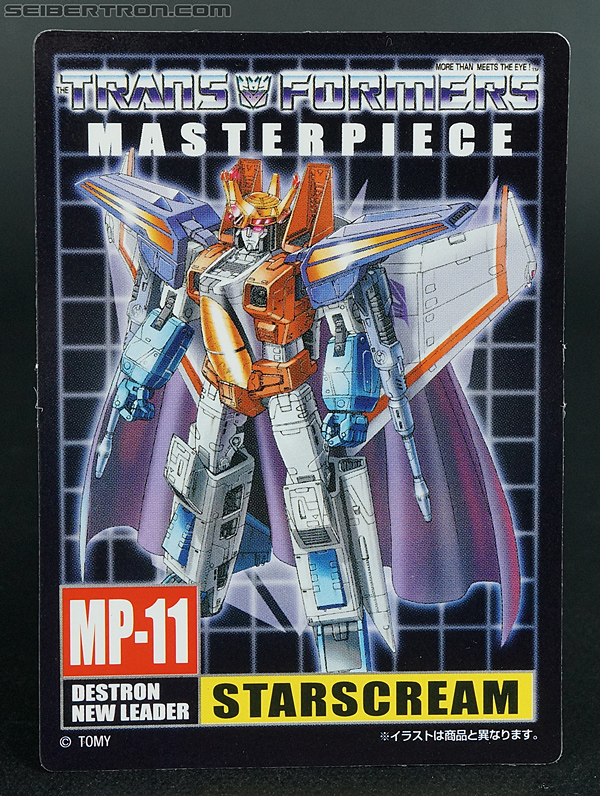 SEIBERTRON.COM
MORE THAN MEETS THE EYE!™
THE TRANSFORMERS
MASTERPIECE
MP-11
DESTRON
NEW LEADER
STARSCREAM
© TOMY
※イラストは商品と異なります。